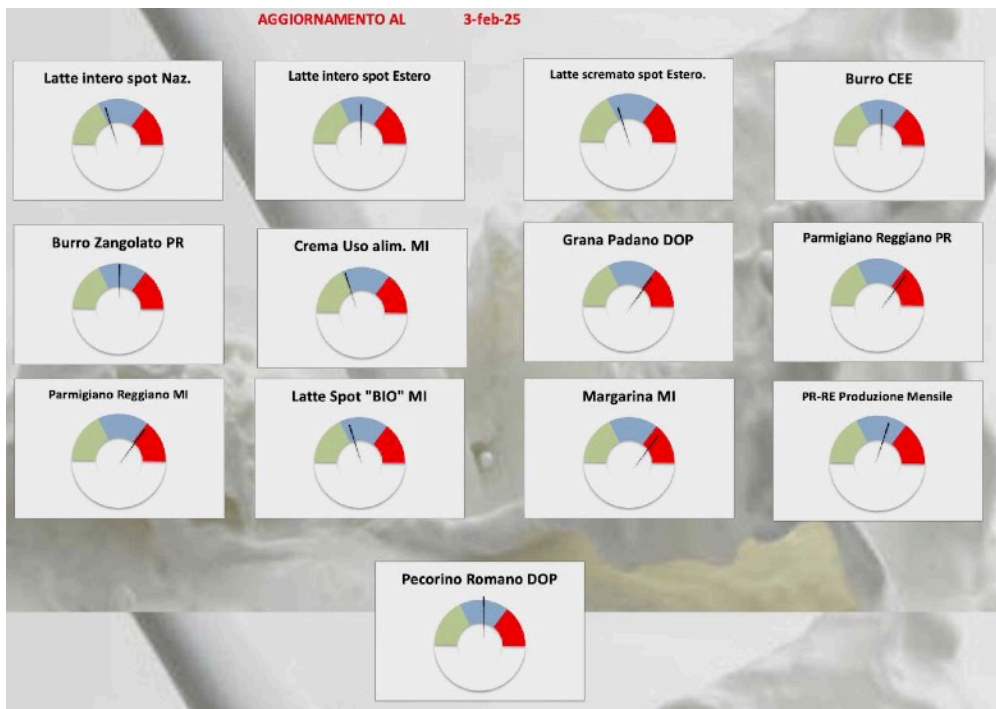 AGGIORNAMENTO AL 3-feb-25
Latte intero spot Naz.
Latte intero spot Estero
Latte scremato spot Estero.
Burro CEE
Burro Zangolato PR
Crema Uso alim. MI
Grana Padano DOP
Parmigiano Reggiano PR
Parmigiano Reggiano MI
Latte Spot "BIO" MI
Margarina MI
PR-RE Produzione Mensile
Pecorino Romano DOP